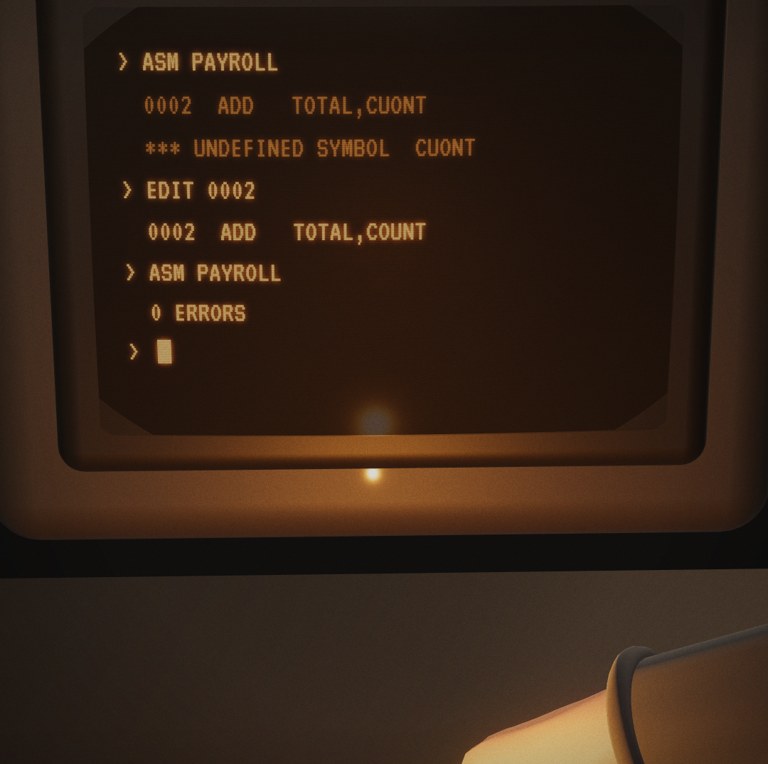 > ASM PAYROLL
0002 ADD TOTAL,CUONT
*** UNDEFINED SYMBOL CUONT
> EDIT 0002
0002 ADD TOTAL,COUNT
> ASM PAYROLL
0 ERRORS
>